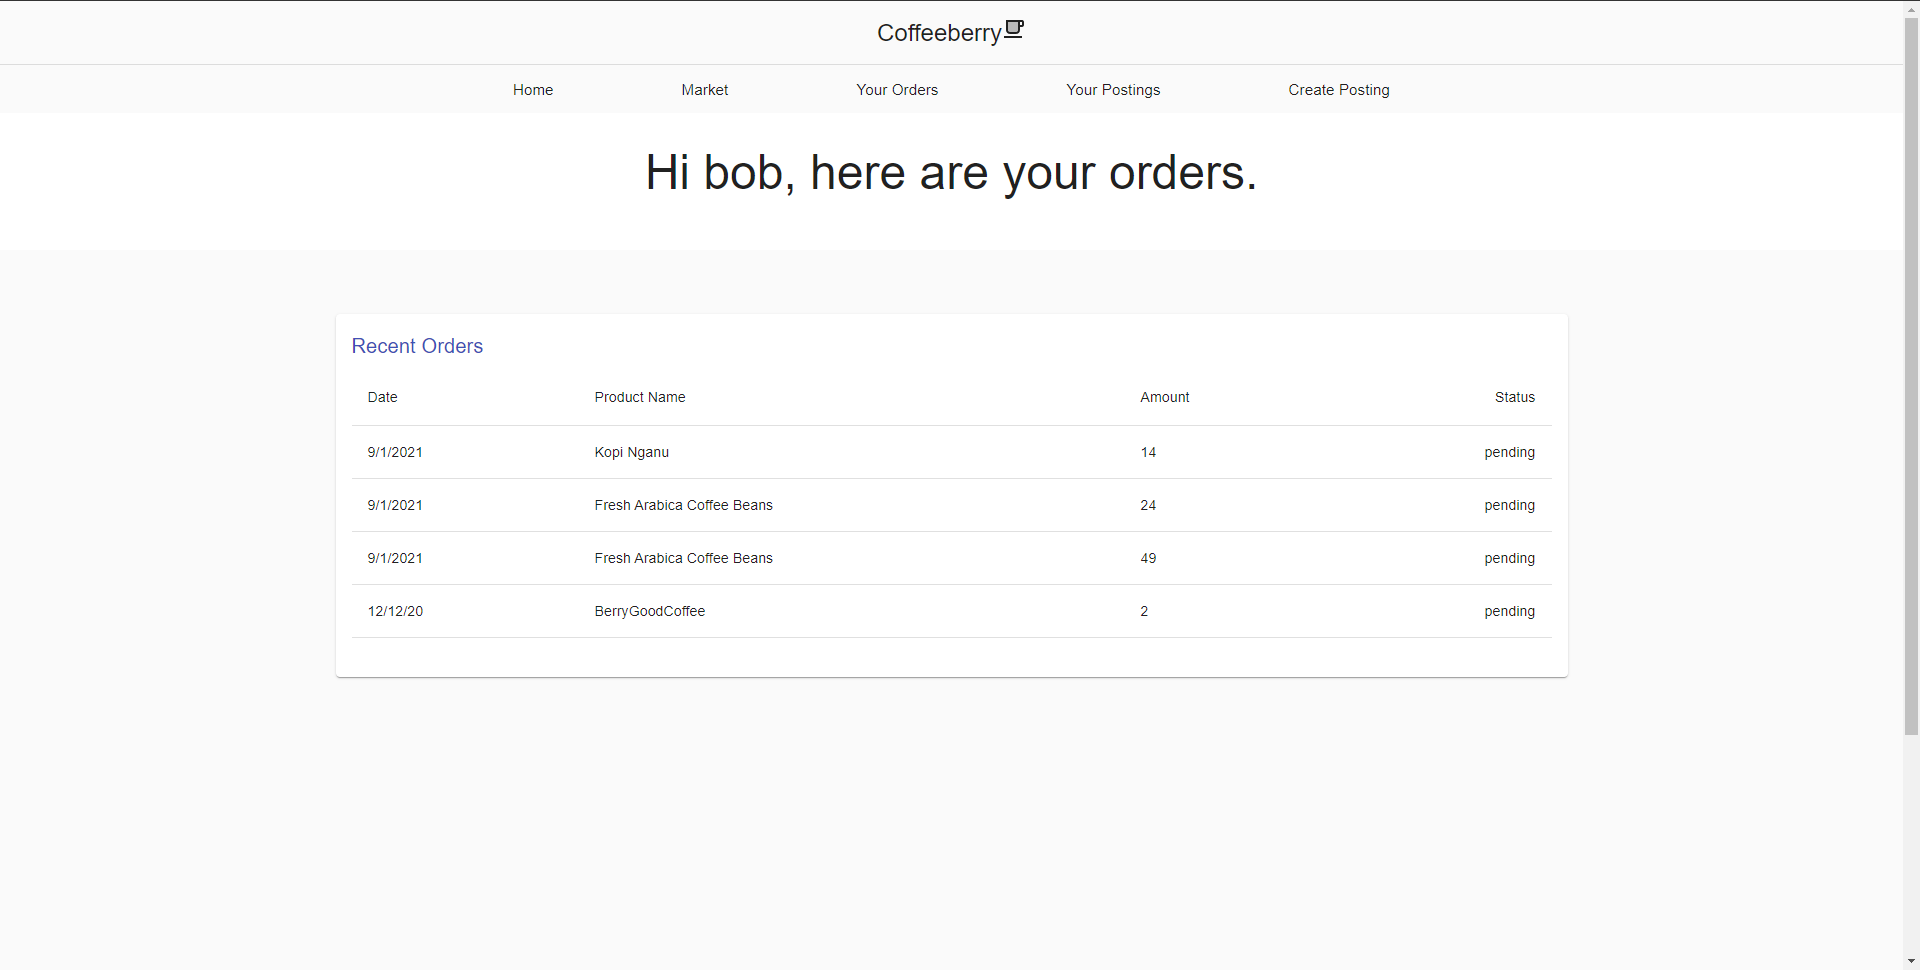 Coffeeberry
Home Market Your Orders Your Postings Create Posting
Hi bob, here are your orders.
Recent Orders
Date Product Name Amount Status
9/1/2021 Kopi Nganu 14 pending
9/1/2021 Fresh Arabica Coffee Beans 24 pending
9/1/2021 Fresh Arabica Coffee Beans 49 pending
12/12/20 BerryGoodCoffee 2 pending